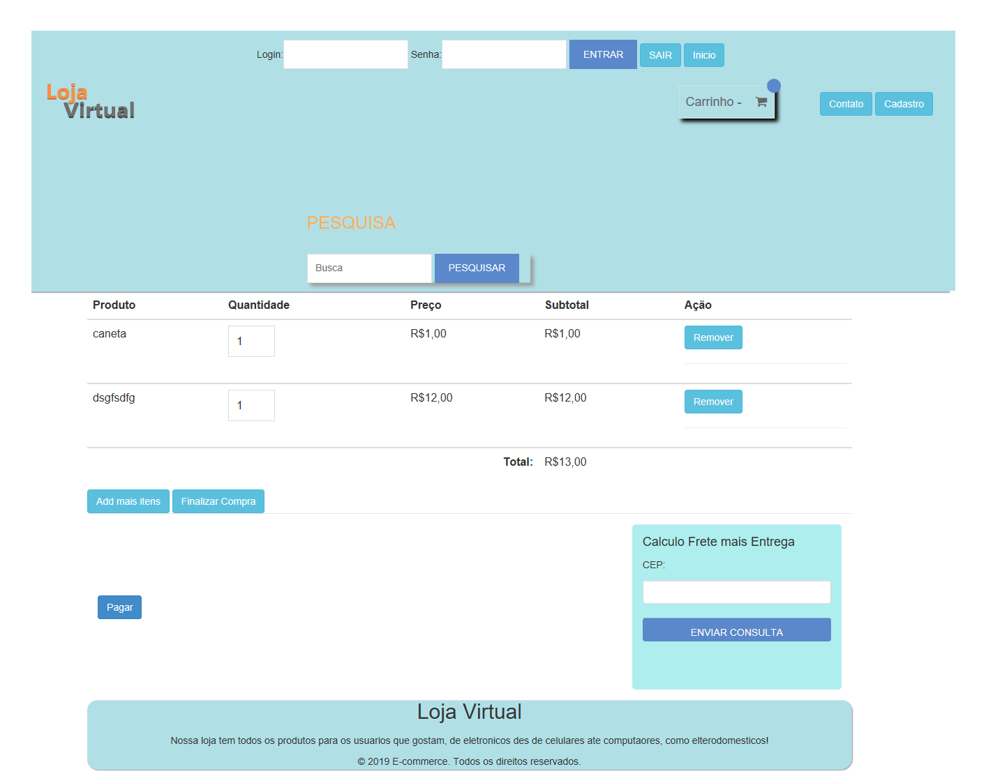 Login: Senha: ENTRAR SAIR Inicio
Loja
Virtual
Carrinho -
Contato Cadastro
PESQUISA
Busca PESQUISAR
Produto Quantidade Preço Subtotal Ação
caneta 1 R$1,00 R$1,00 Remover
dsgfsdfg 1 R$12,00 R$12,00 Remover
Total: R$13,00
Add mais itens Finalizar Compra
Calculo Frete mais Entrega
CEP:
Pagar
ENVIAR CONSULTA
Loja Virtual
Nossa loja tem todos os produtos para os usuarios que gostam, de eletronicos des de celulares ate computaores, como elterodomesticos!
© 2019 E-commerce. Todos os direitos reservados.